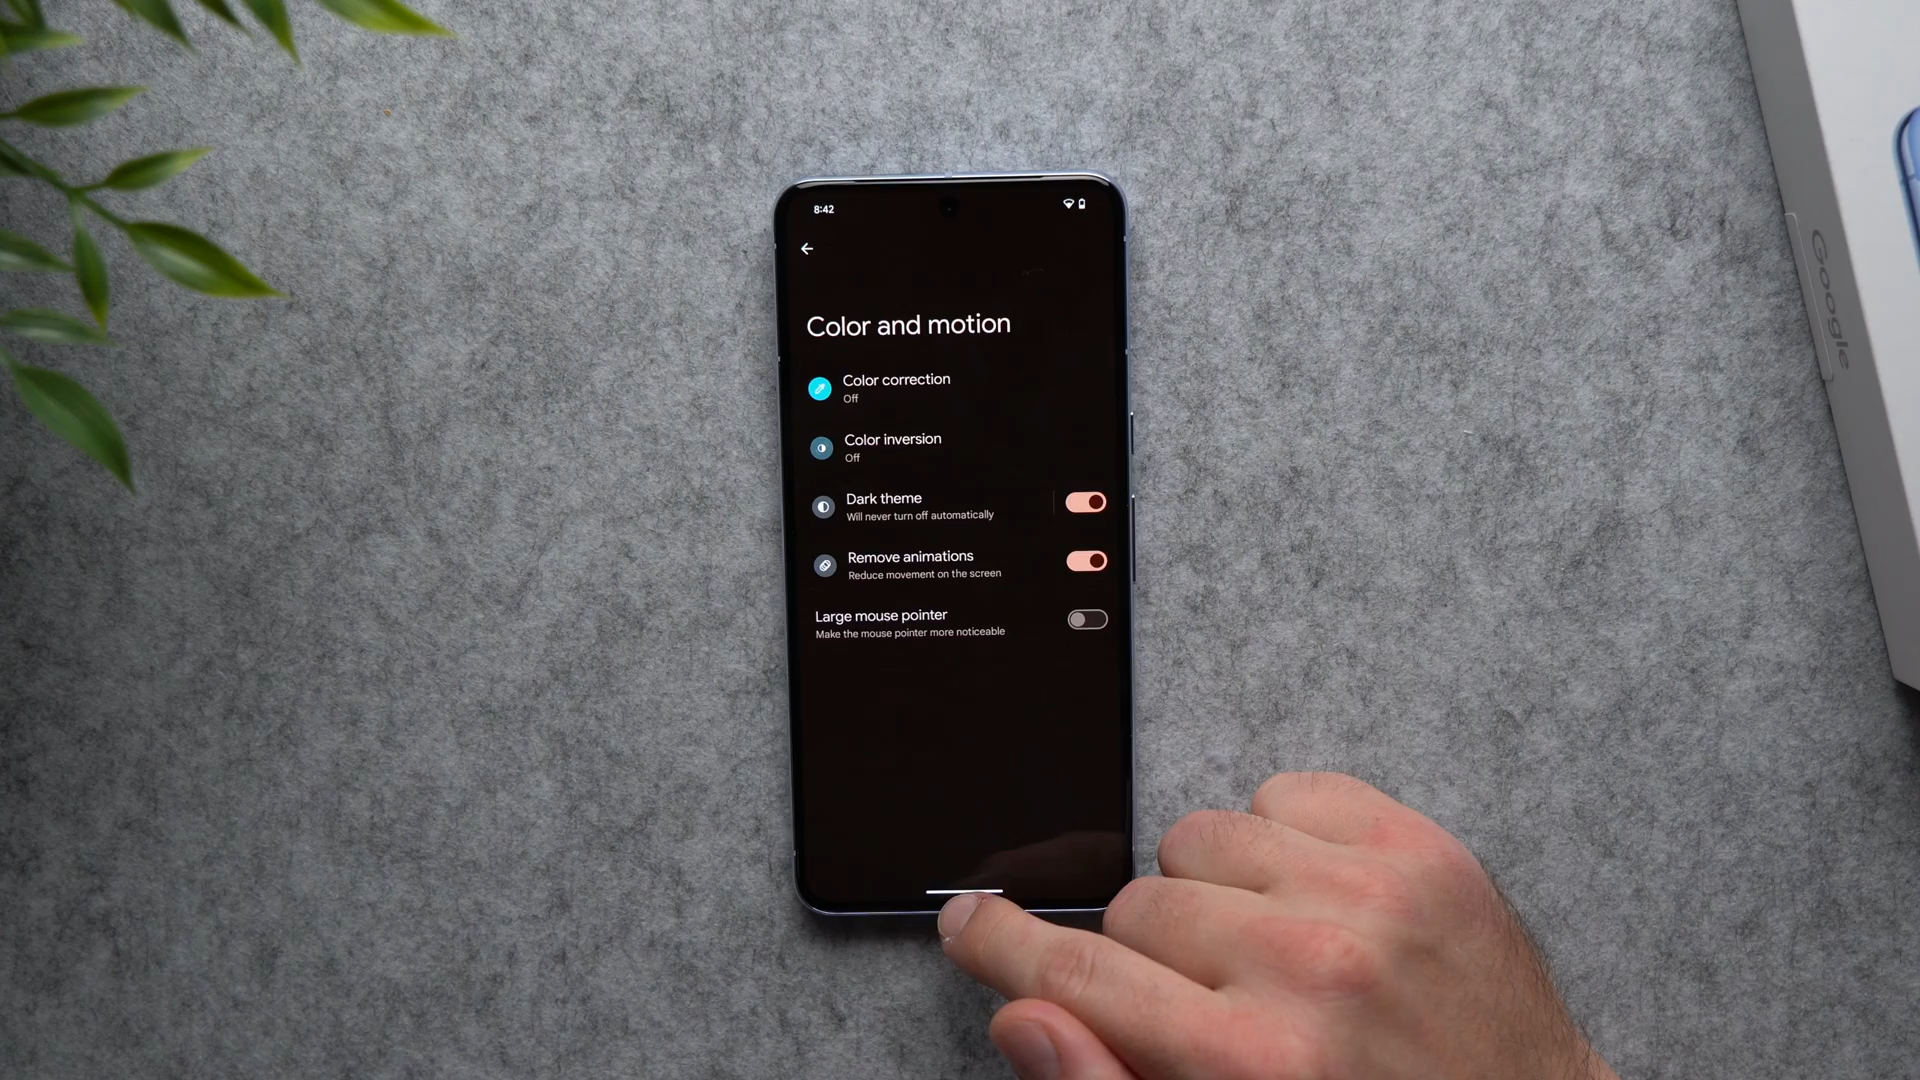 8:42
Color and motion
Color correction
Off
Color inversion
Off
Dark theme
Will never turn off automatically
Remove animations
Reduce movement on the screen
Large mouse pointer
Make the mouse pointer more noticeable
Google